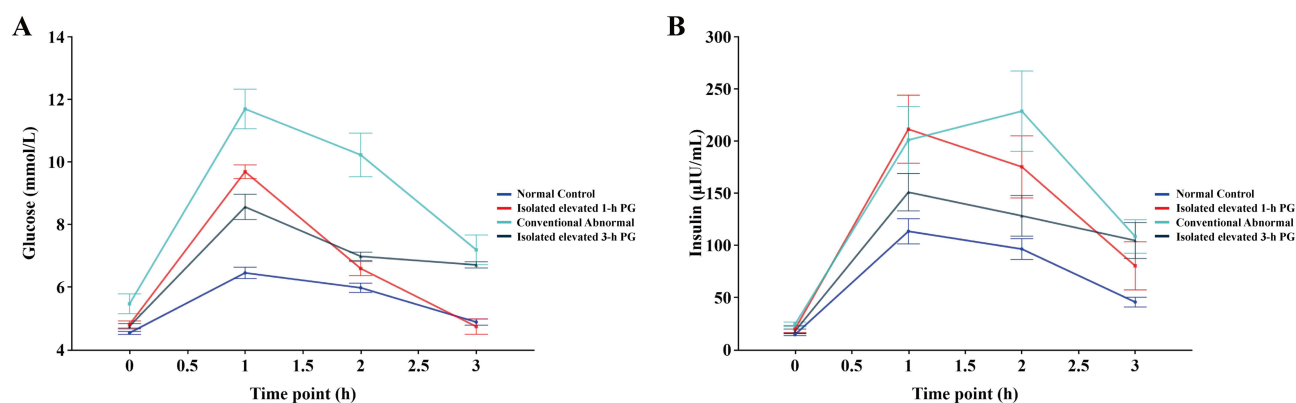 A
Glucose (mmol/L)
14
12
10
8
6
4
0
0.5
1
1.5
2
2.5
3
Time point (h)
Normal Control
Isolated elevated 1-h PG
Conventional Abnormal
Isolated elevated 3-h PG
B
Insulin (μIU/mL)
300
250
200
150
100
50
0
0
0.5
1
1.5
2
2.5
3
Time point (h)
Normal Control
Isolated elevated 1-h PG
Conventional Abnormal
Isolated elevated 3-h PG